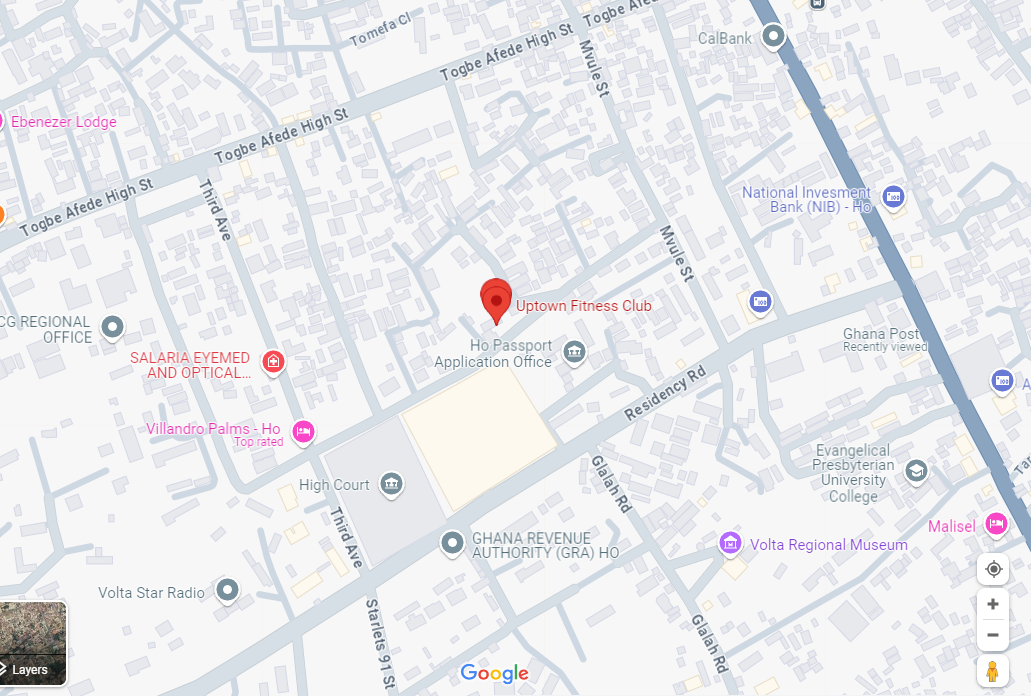 Togbe Afede High St
Tomefa Cl
Togbe Afede High St
CalBank
Mvule St
Ebenezer Lodge
Togbe Afede High St
Togbe Afede High St
Third Ave
National Invesment
Bank (NIB) - Ho
Mvule St
Uptown Fitness Club
CG REGIONAL
OFFICE
Ghana Post
Recently viewed
Ho Passport
Application Office
SALARIA EYEMED
AND OPTICAL...
Residency Rd
Villandro Palms - Ho
Top rated
Evangelical
Presbyterian
University
College
High Court
Glalah Rd
Third Ave
Malisel
GHANA REVENUE
AUTHORITY (GRA) HO
Volta Regional Museum
Volta Star Radio
Starlets 91 St
Glalah Rd
Layers
Google